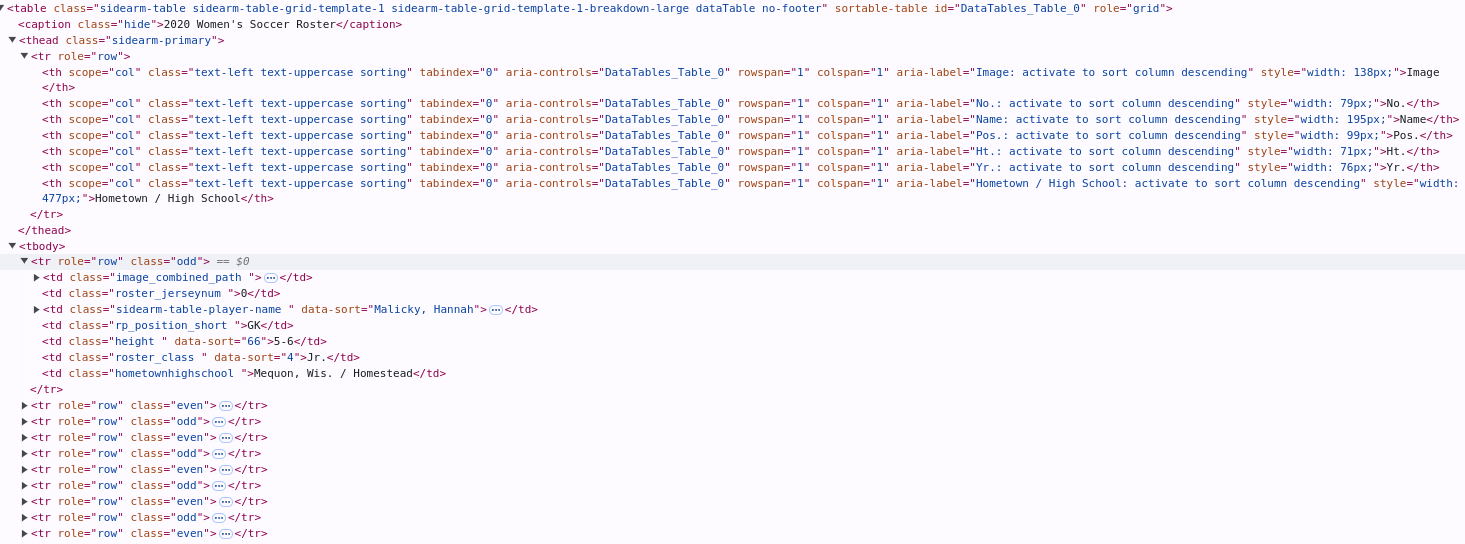 <table class="sidearm-table sidearm-table-grid-template-1 sidearm-table-grid-template-1-breakdown-large dataTable no-footer" sortable-table id="DataTables_Table_0" role="grid">
<caption class="hide">2020 Women's Soccer Roster</caption>
<thead class="sidearm-primary">
<tr role="row">
<th scope="col" class="text-left text-uppercase sorting" tabindex="0" aria-controls="DataTables_Table_0" rowspan="1" colspan="1" aria-label="Image: activate to sort column descending" style="width: 138px;">Image
</th>
<th scope="col" class="text-left text-uppercase sorting" tabindex="0" aria-controls="DataTables_Table_0" rowspan="1" colspan="1" aria-label="No.: activate to sort column descending" style="width: 79px;">No.</th>
<th scope="col" class="text-left text-uppercase sorting" tabindex="0" aria-controls="DataTables_Table_0" rowspan="1" colspan="1" aria-label="Name: activate to sort column descending" style="width: 195px;">Name</th>
<th scope="col" class="text-left text-uppercase sorting" tabindex="0" aria-controls="DataTables_Table_0" rowspan="1" colspan="1" aria-label="Pos.: activate to sort column descending" style="width: 99px;">Pos.</th>
<th scope="col" class="text-left text-uppercase sorting" tabindex="0" aria-controls="DataTables_Table_0" rowspan="1" colspan="1" aria-label="Ht.: activate to sort column descending" style="width: 71px;">Ht.</th>
<th scope="col" class="text-left text-uppercase sorting" tabindex="0" aria-controls="DataTables_Table_0" rowspan="1" colspan="1" aria-label="Yr.: activate to sort column descending" style="width: 76px;">Yr.</th>
<th scope="col" class="text-left text-uppercase sorting" tabindex="0" aria-controls="DataTables_Table_0" rowspan="1" colspan="1" aria-label="Hometown / High School: activate to sort column descending" style="width:
477px;">Hometown / High School</th>
</tr>
</thead>
<tbody>
<tr role="row" class="odd"> == $0
<td class="image_combined_path ">…</td>
<td class="roster_jerseynum ">0</td>
<td class="sidearm-table-player-name " data-sort="Malicky, Hannah">…</td>
<td class="rp_position_short ">GK</td>
<td class="height " data-sort="66">5-6</td>
<td class="roster_class " data-sort="4">Jr.</td>
<td class="hometownhighschool ">Mequon, Wis. / Homestead</td>
</tr>
<tr role="row" class="even">…</tr>
<tr role="row" class="odd">…</tr>
<tr role="row" class="even">…</tr>
<tr role="row" class="odd">…</tr>
<tr role="row" class="even">…</tr>
<tr role="row" class="odd">…</tr>
<tr role="row" class="even">…</tr>
<tr role="row" class="odd">…</tr>
<tr role="row" class="even">…</tr>